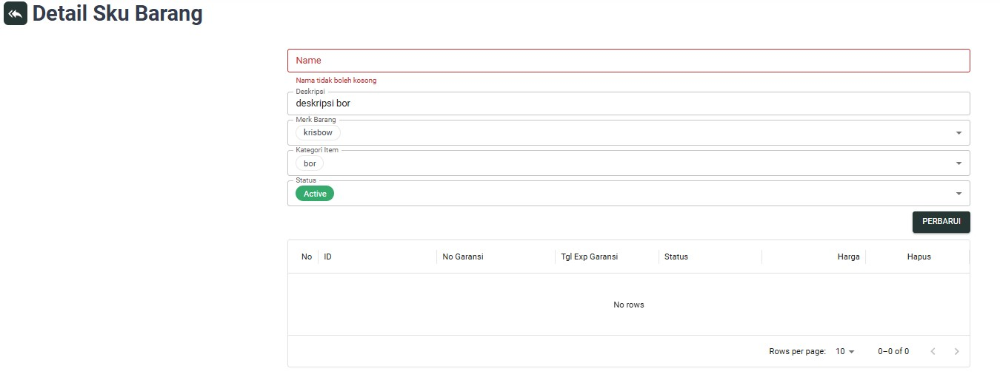 Detail Sku Barang
Name
Nama tidak boleh kosong
Deskripsi
deskripsi bor
Merk Barang
krisbow
Kategori Item
bor
Status
Active
PERBARUI
No ID No Garansi Tgl Exp Garansi Status Harga Hapus
No rows
Rows per page: 10 0–0 of 0